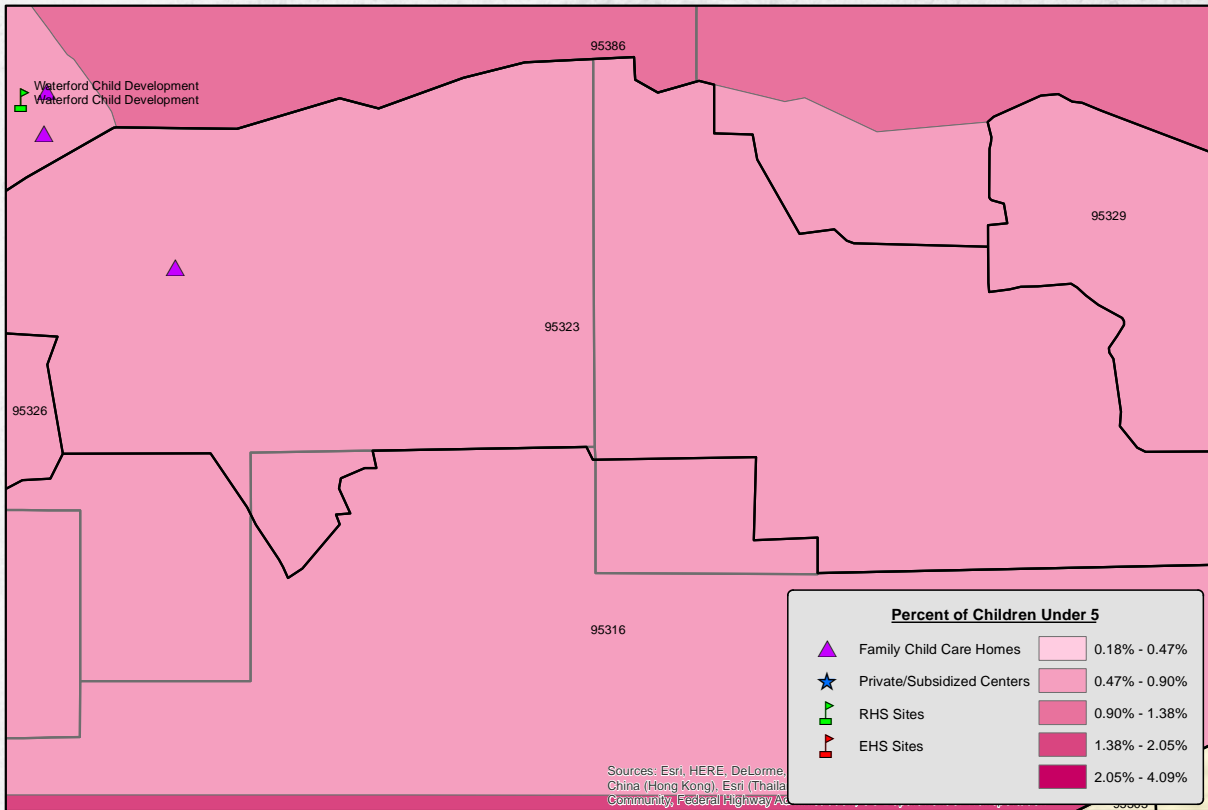 95386
Waterford Child Development
Waterford Child Development
95329
95323
95326
95316
Percent of Children Under 5
Family Child Care Homes
Private/Subsidized Centers
RHS Sites
EHS Sites
0.18% - 0.47%
0.47% - 0.90%
0.90% - 1.38%
1.38% - 2.05%
2.05% - 4.09%
Sources: Esri, HERE, DeLorme,
China (Hong Kong), Esri
Community, Federal Highway